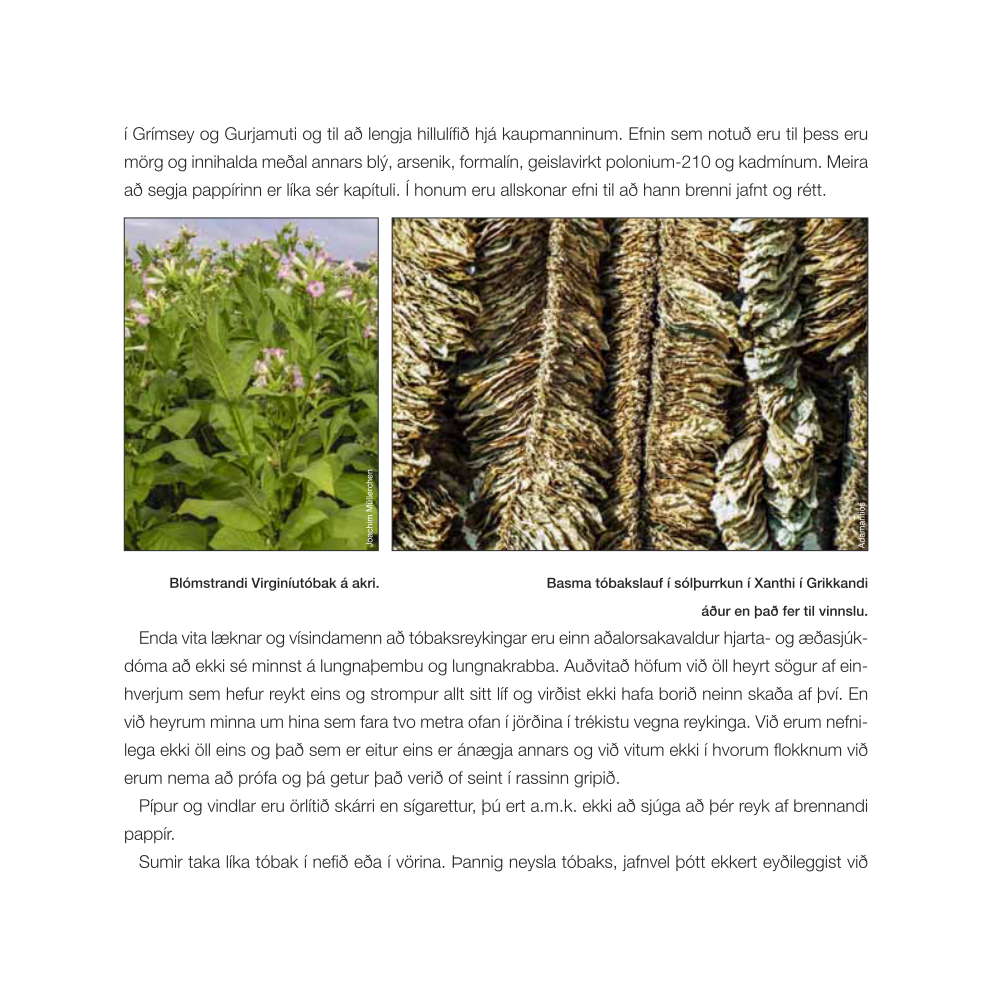 í Grímsey og Gurjamuti og til að lengja hillulífið hjá kaupmanninum. Efnin sem notuð eru til þess eru
mörg og innihalda meðal annars blý, arsenik, formalín, geislavirkt polonium-210 og kadmínum. Meira
að segja pappírinn er líka sér kapítuli. Í honum eru allskonar efni til að hann brenni jafnt og rétt.
Joachim Müllerchen
Adamantios
Blómstrandi Virginíutóbak á akri.
Basma tóbakslauf í sólþurrkun í Xanthi í Grikkandi
áður en það fer til vinnslu.
Enda vita læknar og vísindamenn að tóbaksreykingar eru einn aðalorsakavaldur hjarta- og æðasjúk-
dóma að ekki sé minnst á lungnaþembu og lungnakrabba. Auðvitað höfum við öll heyrt sögur af ein-
hverjum sem hefur reykt eins og strompur allt sitt líf og virðist ekki hafa borið neinn skaða af því. En
við heyrum minna um hina sem fara tvo metra ofan í jörðina í trékistu vegna reykinga. Við erum nefni-
lega ekki öll eins og það sem er eitur eins er ánægja annars og við vitum ekki í hvorum flokknum við
erum nema að prófa og þá getur það verið of seint í rassinn gripið.
Pípur og vindlar eru örlítið skárri en sígarettur, þú ert a.m.k. ekki að sjúga að þér reyk af brennandi
pappír.
Sumir taka líka tóbak í nefið eða í vörina. Þannig neysla tóbaks, jafnvel þótt ekkert eyðileggist við